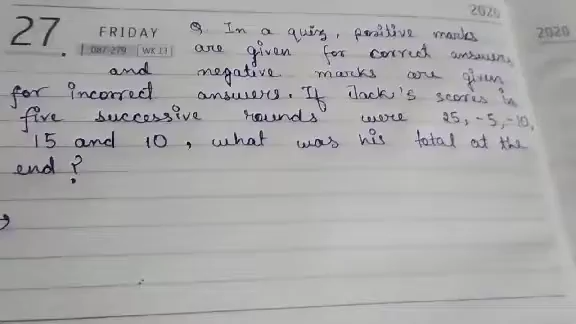 2020
2020
27.
FRIDAY
087-279 WK 13
Q In a quiz, positive marks
are given for correct answers
and negative marks are given
for incorrect answers. If Jack's scores in
five successive rounds were 25, -5, -10,
15 and 10, what was his total at the
end?